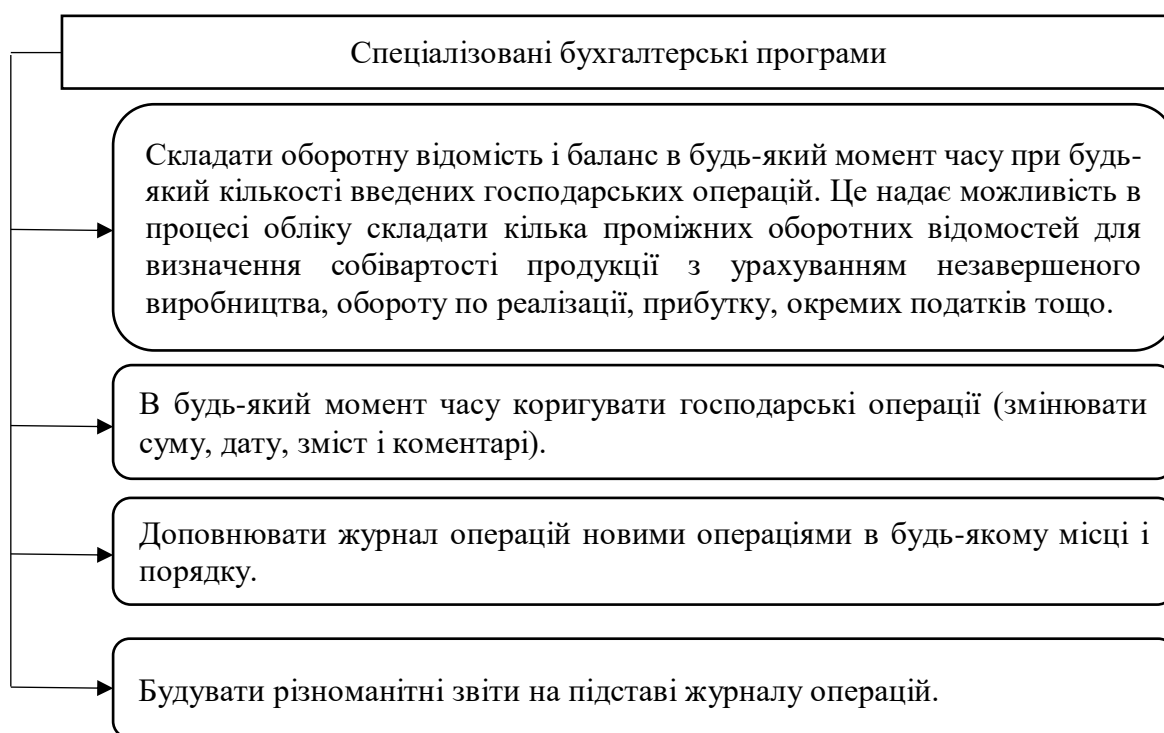 Спеціалізовані бухгалтерські програми
Складати оборотну відомість і баланс в будь-який момент часу при будь-
який кількості введених господарських операцій. Це надає можливість в
процесі обліку складати кілька проміжних оборотних відомостей для
визначення собівартості продукції з урахуванням незавершеного
виробництва, обороту по реалізації, прибутку, окремих податків тощо.
В будь-який момент часу коригувати господарські операції (змінювати
суму, дату, зміст і коментарі).
Доповнювати журнал операцій новими операціями в будь-якому місці і
порядку.
Будувати різноманітні звіти на підставі журналу операцій.